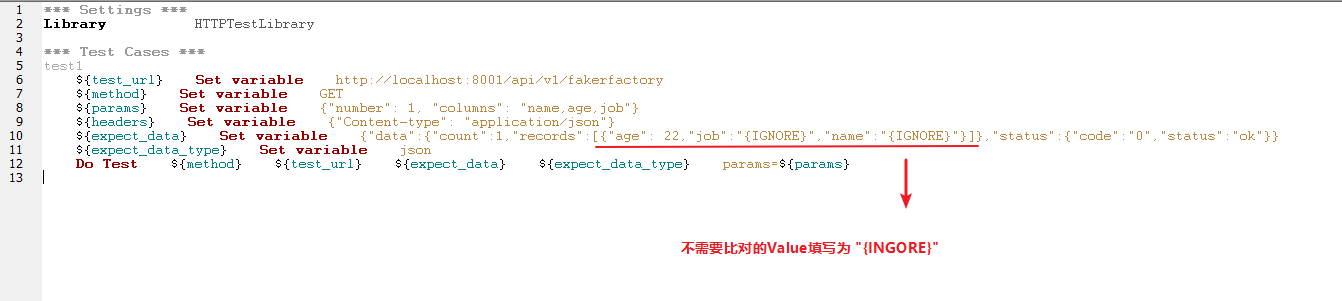 1 *** Settings ***
2 Library HTTPTestLibrary
3
4 *** Test Cases ***
5 test1
6 ${test_url} Set variable http://localhost:8001/api/v1/fakerfactory
7 ${method} Set variable GET
8 ${params} Set variable {"number": 1, "columns": "name,age,job"}
9 ${headers} Set variable {"Content-type": "application/json"}
10 ${expect_data} Set variable {"data":{"count":1,"records":[{"age": 22,"job":"{IGNORE}","name":"{IGNORE}"}]},"status":{"code":"0","status":"ok"}}
11 ${expect_data_type} Set variable json
12 Do Test ${method} ${test_url} ${expect_data} ${expect_data_type} params=${params}
13
不需要比对的Value填写为 "{INGORE}"